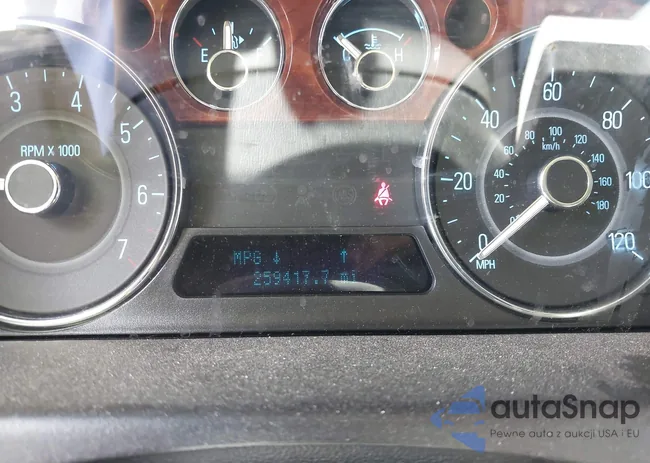 E
C H
3 4 5 6 7
RPM X 1000
20 40 60 80 100 120
0
MPH
20 40 60 80 100 120 140 160 180
km/h
MPG ↓ ↑
259417.7 mi
autaSnap
Pewne auta z aukcji USA i EU